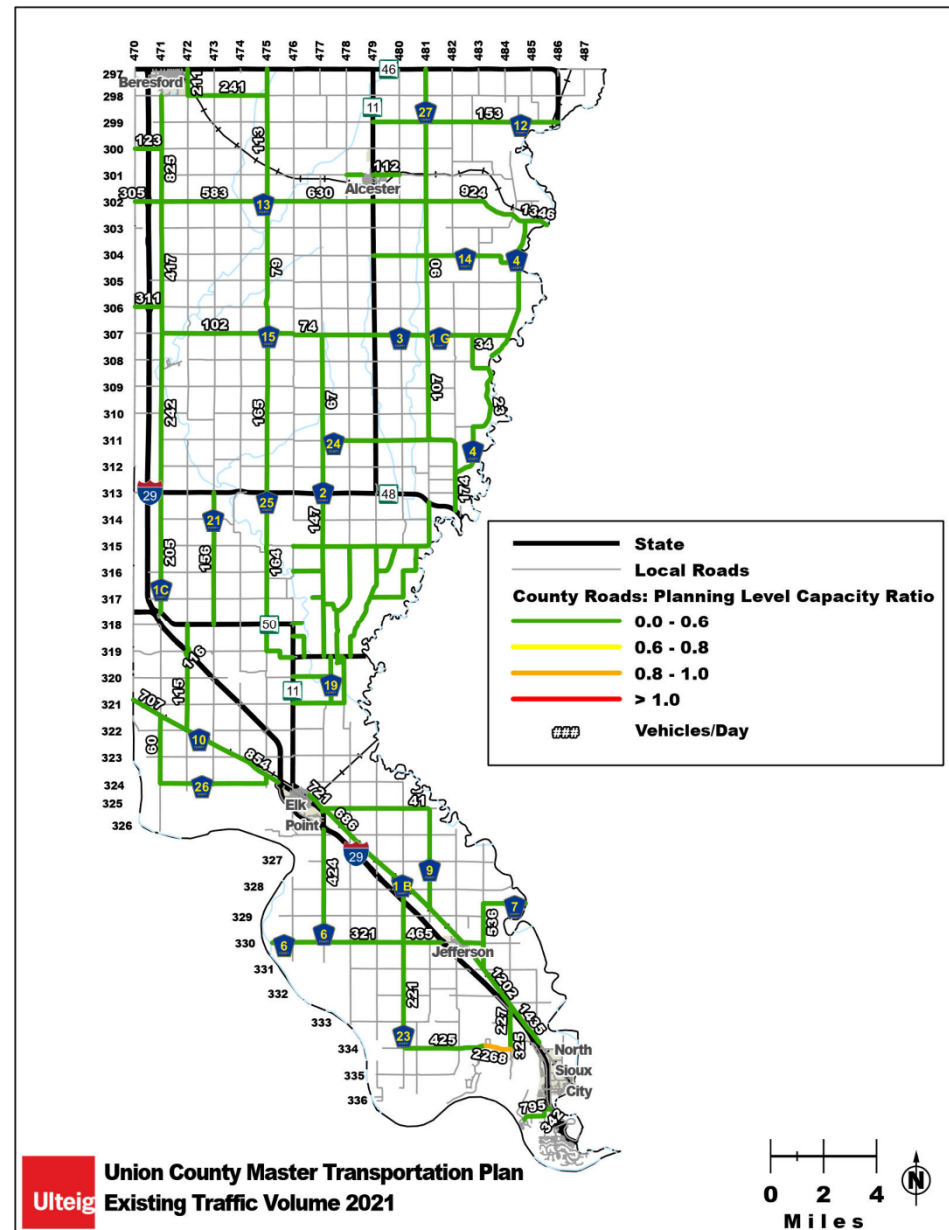 470 471 472 473 474 475 476 477 478 479 480 481 482 483 484 485 486 487
297 46
Beresford 211
298 241 11 27 153
299 12
123 113
300
825 112
301 Alcester
305 583 630 924
302 13 1346
303
304 14 4
417 79 90
305
311
306
102 74
307 15 3 1 G 34
308
309 67 107
310 242 165 23
311 24 4
312
174
313 29 25 2 48
314 21 147
315
205 156 164
316
317 1C
318 50
319 116
320 19
115 11
321
707
322 10
60
323 854
324 26
721 41
325 Elk
Point 686
326
327 29 9
424
328 1 B
7
329 536
330 6 6 321 465
Jefferson
331
332 221 1202
333 227 1435
23 325
334 425 North
2268 Sioux
335 City
336 795
342
State
Local Roads
County Roads: Planning Level Capacity Ratio
0.0 - 0.6
0.6 - 0.8
0.8 - 1.0
> 1.0
### Vehicles/Day
Ulteig
Union County Master Transportation Plan
Existing Traffic Volume 2021
0 2 4
Miles
N